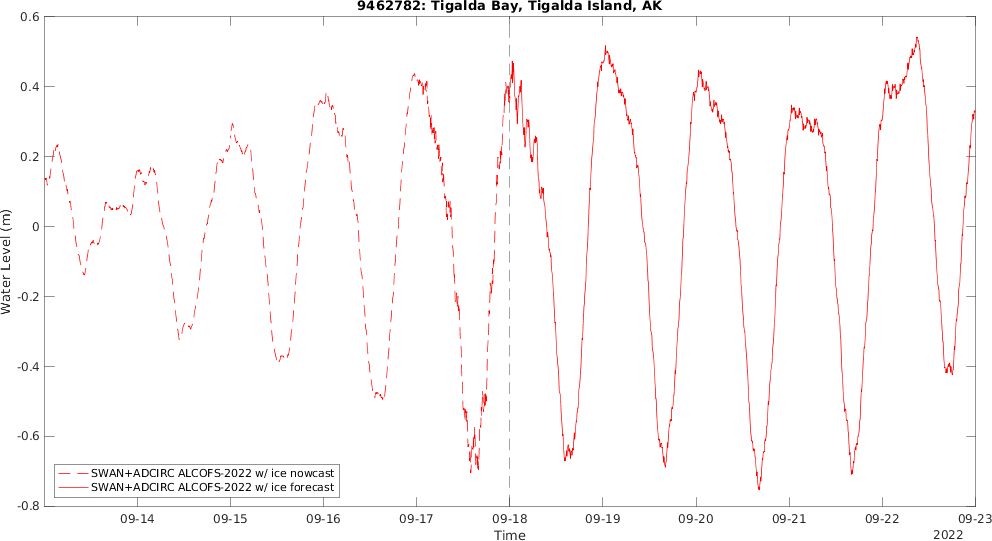 9462782: Tigalda Bay, Tigalda Island, AK
0.6
0.4
0.2
0
-0.2
-0.4
-0.6
-0.8
Water Level (m)
SWAN+ADCIRC ALCOFS-2022 w/ ice nowcast
SWAN+ADCIRC ALCOFS-2022 w/ ice forecast
09-14 09-15 09-16 09-17 09-18 09-19 09-20 09-21 09-22 09-23
Time
2022